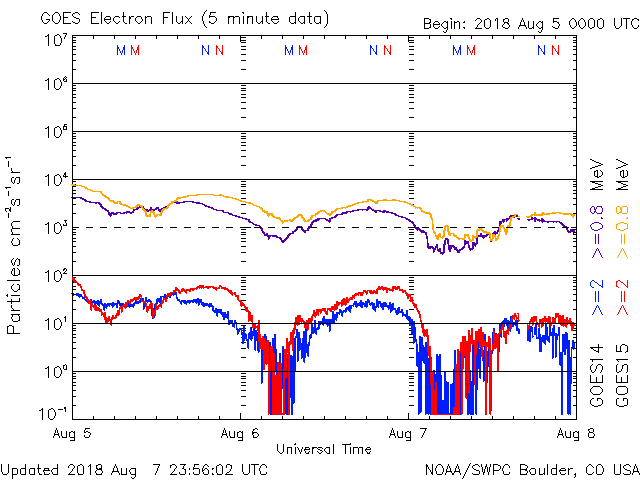 GOES Electron Flux (5 minute data)
Begin: 2018 Aug 5 0000 UTC
10⁷
M M N N M M N N M M N N
10⁶
10⁵
10⁴
10³
10²
10¹
10⁰
10⁻¹
Particles cm⁻²s⁻¹sr⁻¹
Aug 5 Aug 6 Aug 7 Aug 8
Universal Time
GOES14 >=2 >=0.8 MeV
GOES15 >=2 >=0.8 MeV
Updated 2018 Aug 7 23:56:02 UTC
NOAA/SWPC Boulder, CO USA